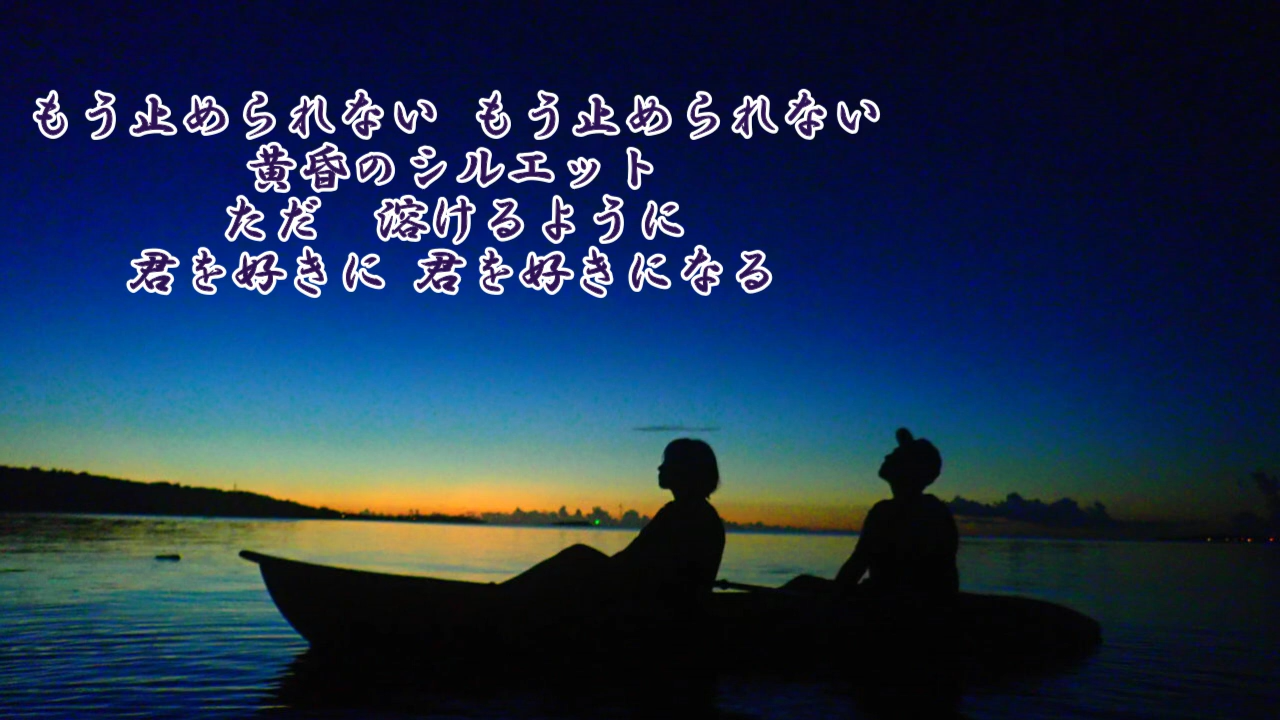 もう止められない もう止められない
黄昏のシルエット
ただ　溶けるように
君を好きに 君を好きになる